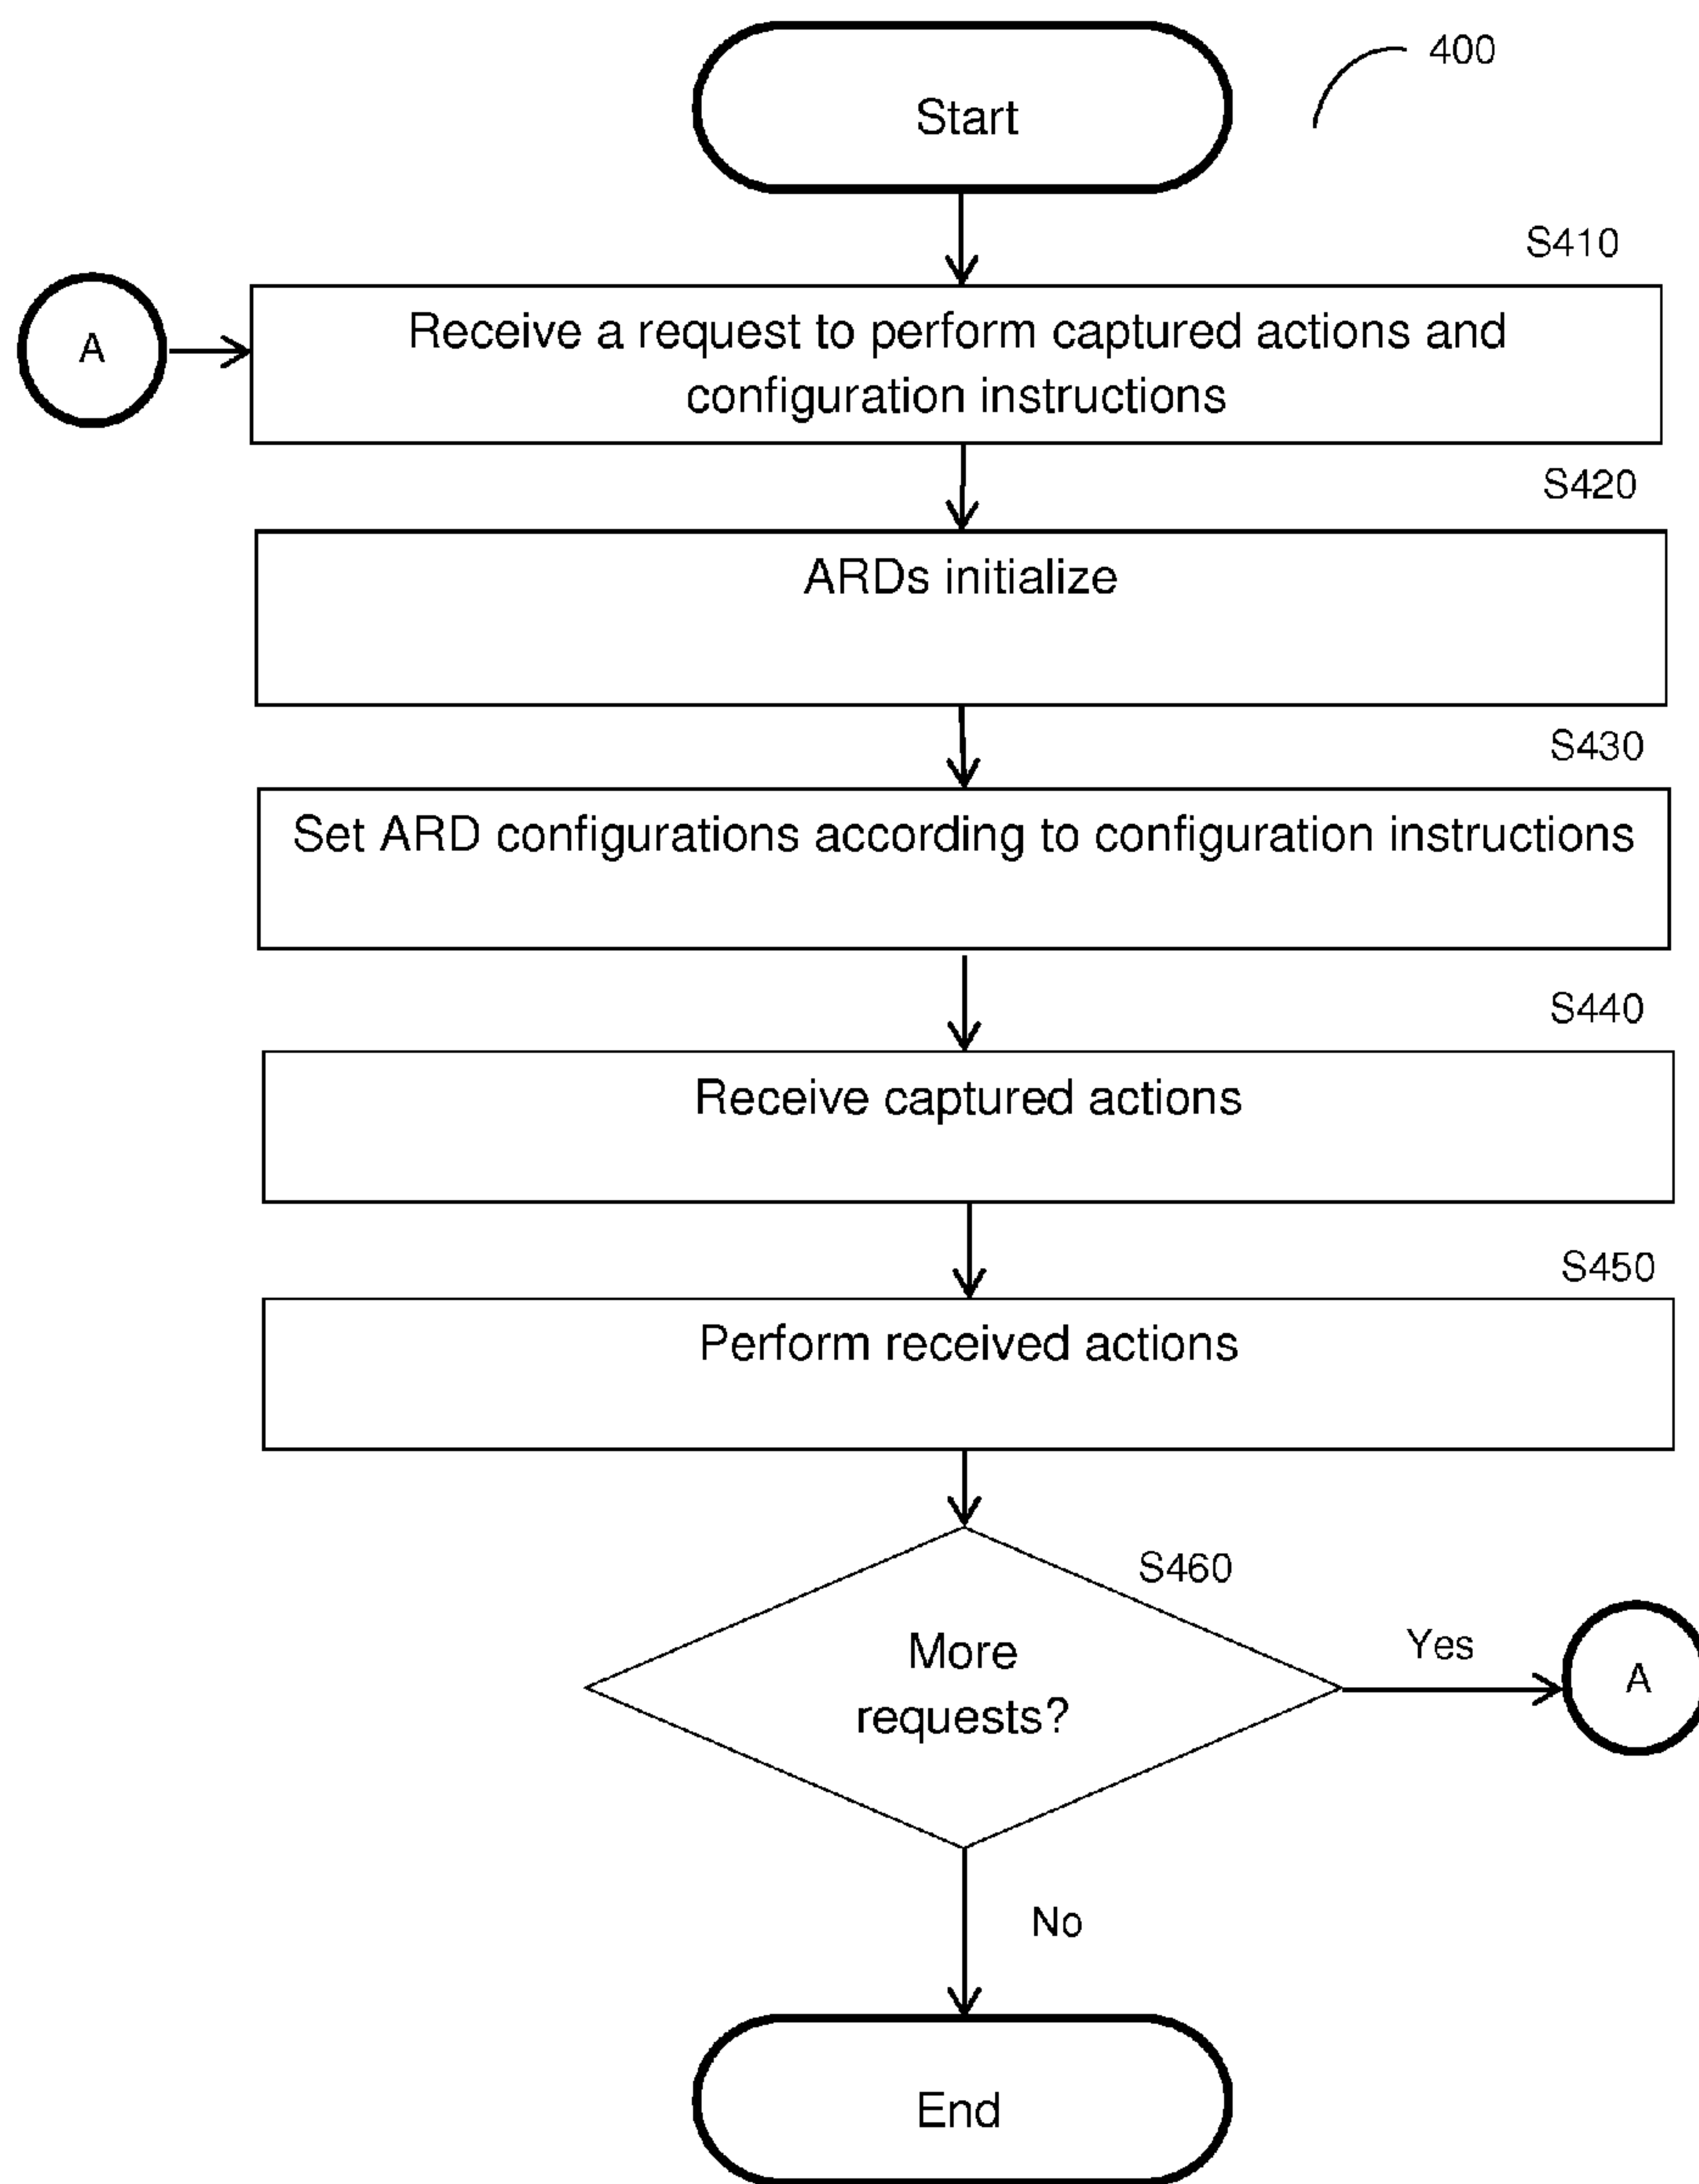 400
Start
S410
A
Receive a request to perform captured actions and
configuration instructions
S420
ARDs initialize
S430
Set ARD configurations according to configuration instructions
S440
Receive captured actions
S450
Perform received actions
S460
More
requests?
Yes
A
No
End